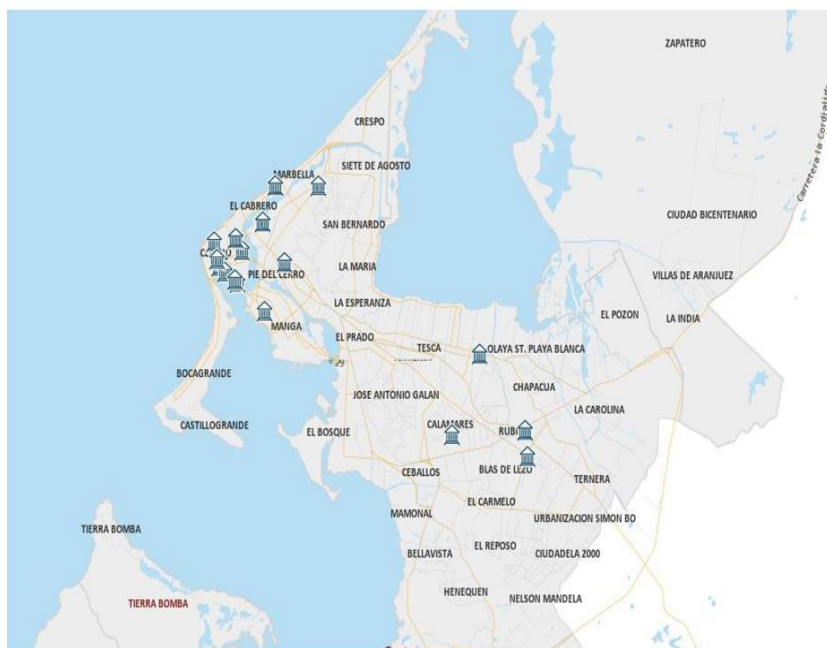 ZAPATERO
Carretera la Cordialidad
CRESPO
SIETE DE AGOSTO
MARBELLA
EL CABRERO
CIUDAD BICENTENARIO
SAN BERNARDO
LA MARIA
PIE DEL CERRO
VILLAS DE ARANJUEZ
LA ESPERANZA
EL POZON
LA INDIA
MANGA
EL PRADO
TESCA
OLAYA ST. PLAYA BLANCA
BOCAGRANDE
CHAPACUA
JOSE ANTONIO GALAN
LA CAROLINA
CASTILLOGRANDE
CALAMARES
EL BOSQUE
RUBI
CEBALLOS
BLAS DE LEZO
TERNERA
EL CARMELO
MAMONAL
URBANIZACION SIMON BO
TIERRA BOMBA
EL REPOSO
BELLAVISTA
CIUDADELA 2000
HENEQUEN
NELSON MANDELA
TIERRA BOMBA